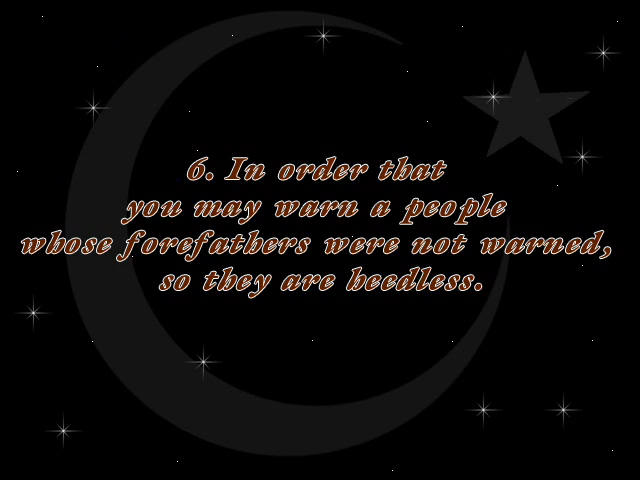 6. In order that
you may warn a people
whose forefathers were not warned,
so they are heedless.